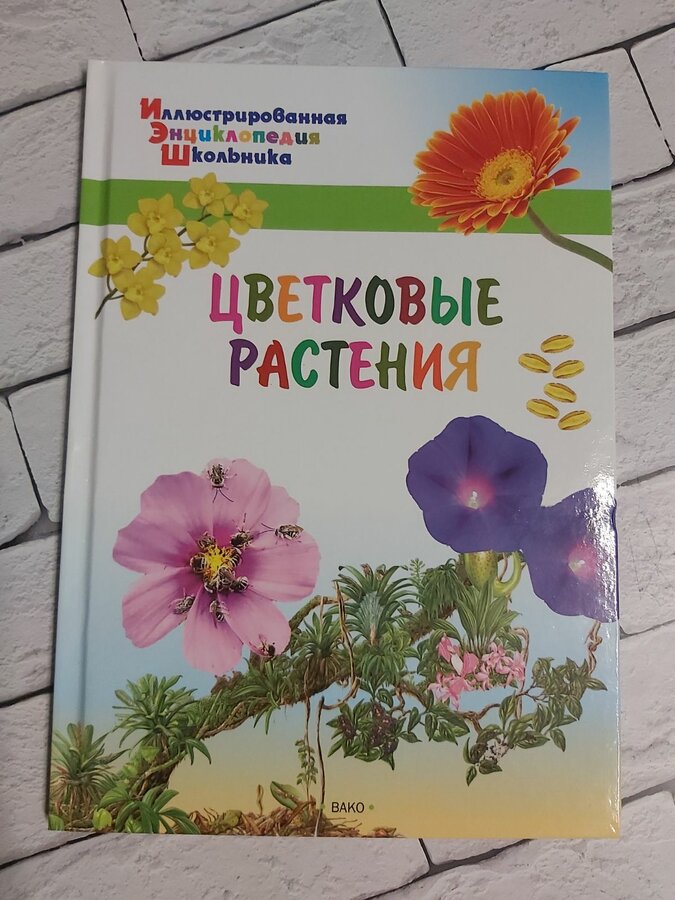 Иллюстрированная
Энциклопедия
Школьника
ЦВЕТКОВЫЕ
РАСТЕНИЯ
• ВАКО •